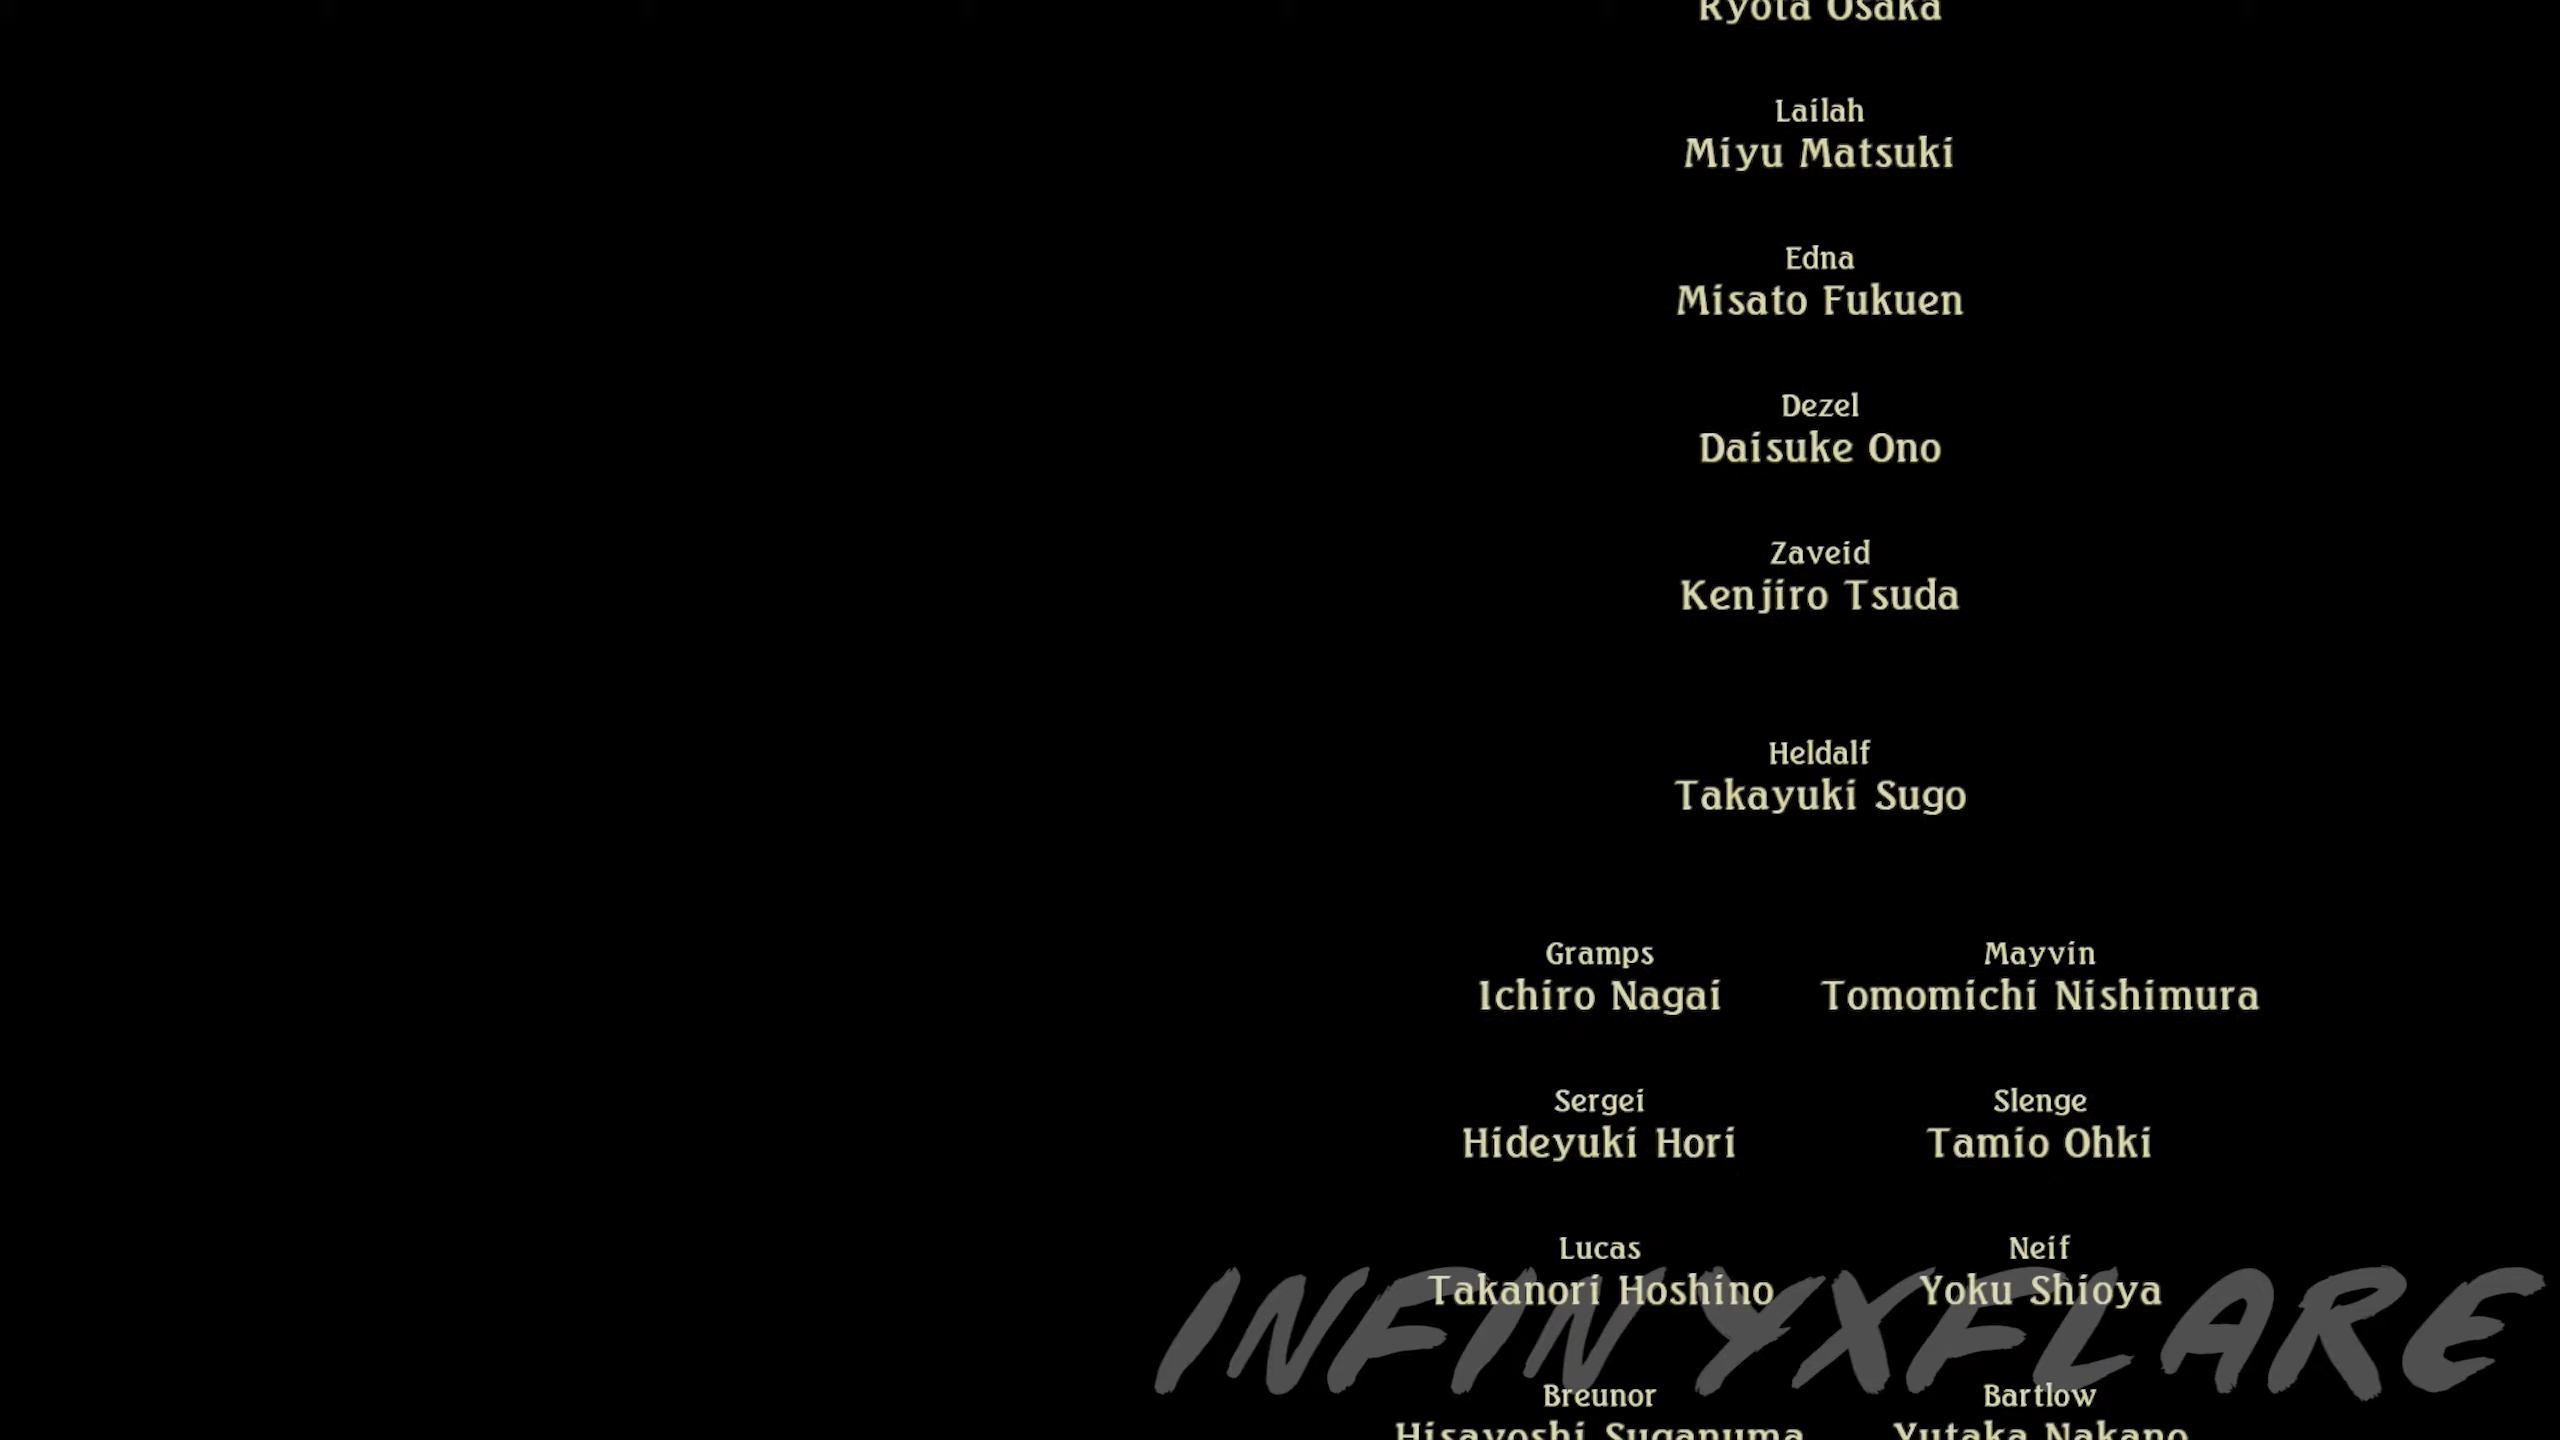 Ryota Osaka
Lailah
Miyu Matsuki
Edna
Misato Fukuen
Dezel
Daisuke Ono
Zaveid
Kenjiro Tsuda
Heldalf
Takayuki Sugo
Gramps
Ichiro Nagai
Mayvin
Tomomichi Nishimura
Sergei
Hideyuki Hori
Slenge
Tamio Ohki
Lucas
Takanori Hoshino
Neif
Yoku Shioya
INFINYXFLARE
Breunor
Hisayoshi Suganuma
Bartlow
Yutaka Nakano